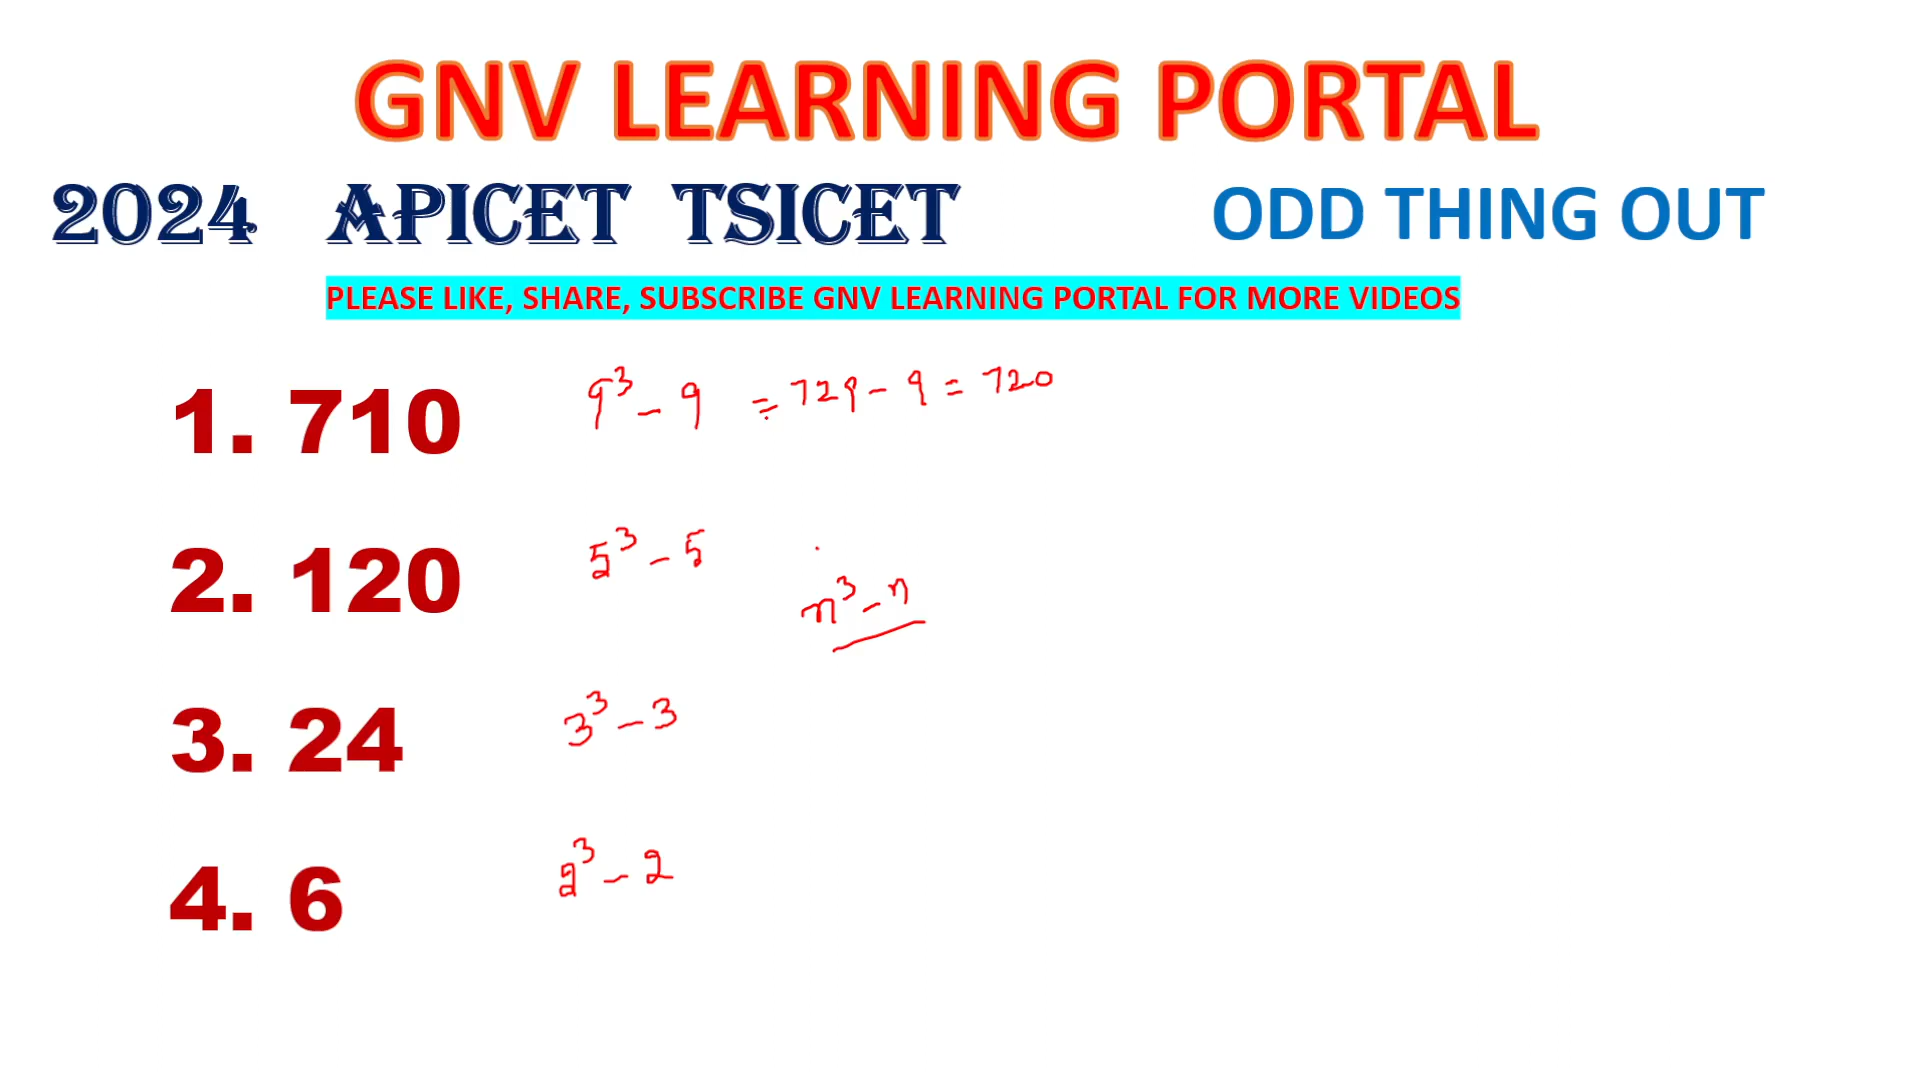 GNV LEARNING PORTAL
2024 APICET TSICET ODD THING OUT
PLEASE LIKE, SHARE, SUBSCRIBE GNV LEARNING PORTAL FOR MORE VIDEOS
1. 710 9³ - 9 = 729 - 9 = 720
2. 120 5³ - 5
n³ - n
3. 24 3³ - 3
4. 6 2³ - 2